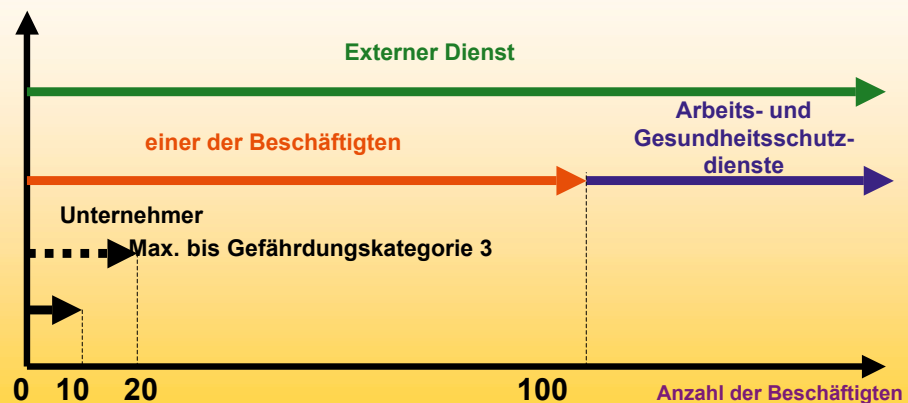 Externer Dienst
einer der Beschäftigten
Arbeits- und
Gesundheitsschutz-
dienste
Unternehmer
Max. bis Gefährdungskategorie 3
0 10 20 100 Anzahl der Beschäftigten